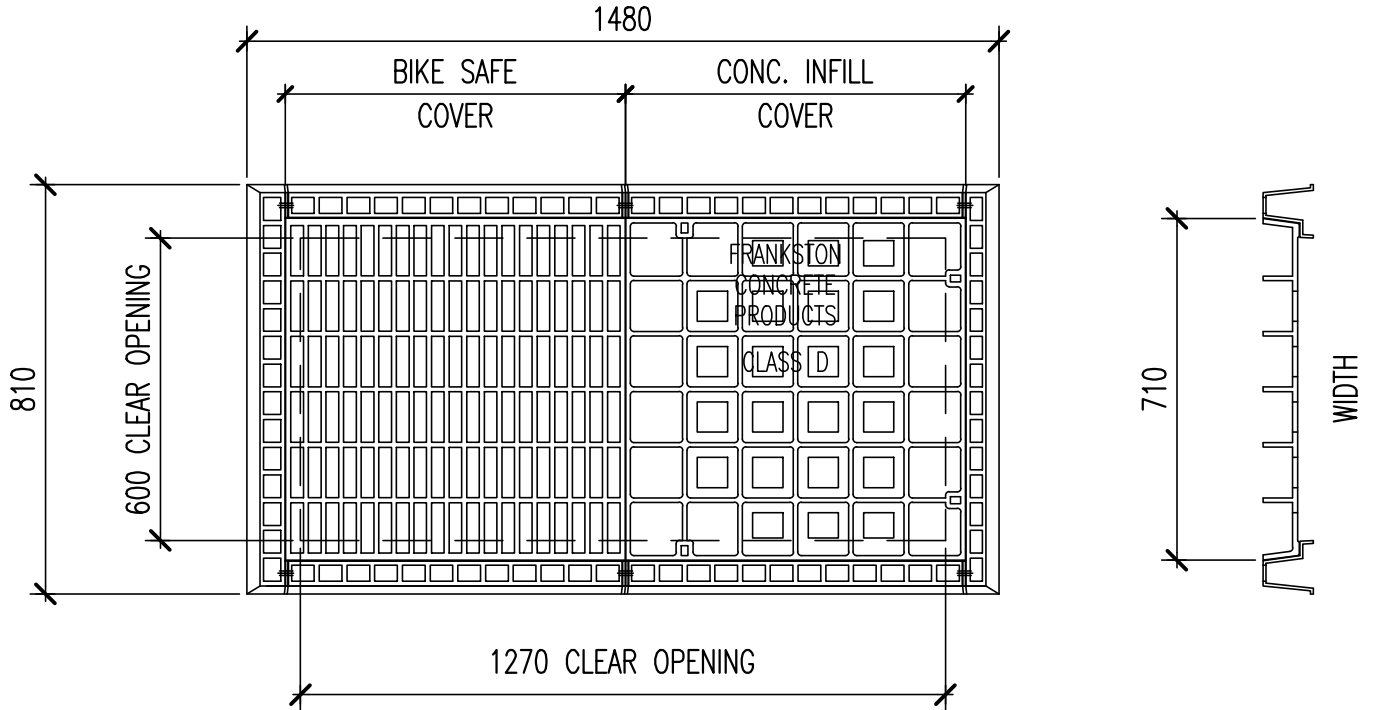 1480
BIKE SAFE
COVER
CONC. INFILL
COVER
FRANKSTON
CONCRETE
PRODUCTS
CLASS D
810
600 CLEAR OPENING
710
WIDTH
1270 CLEAR OPENING